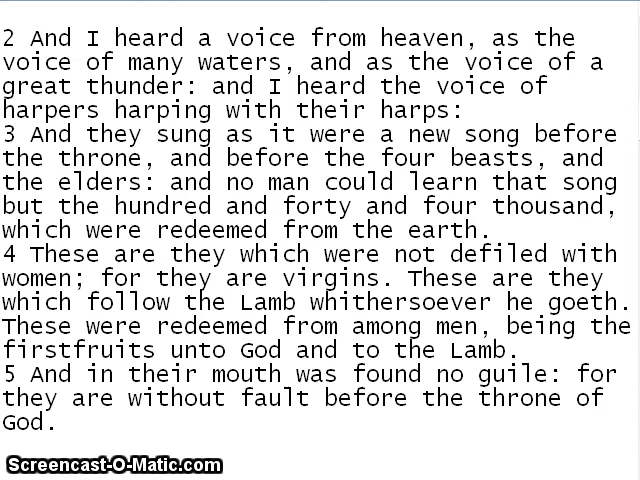 2 And I heard a voice from heaven, as the
voice of many waters, and as the voice of a
great thunder: and I heard the voice of
harpers harping with their harps:
3 And they sung as it were a new song before
the throne, and before the four beasts, and
the elders: and no man could learn that song
but the hundred and forty and four thousand,
which were redeemed from the earth.
4 These are they which were not defiled with
women; for they are virgins. These are they
which follow the Lamb whithersoever he goeth.
These were redeemed from among men, being the
firstfruits unto God and to the Lamb.
5 And in their mouth was found no guile: for
they are without fault before the throne of
God.
Screencast-O-Matic.com